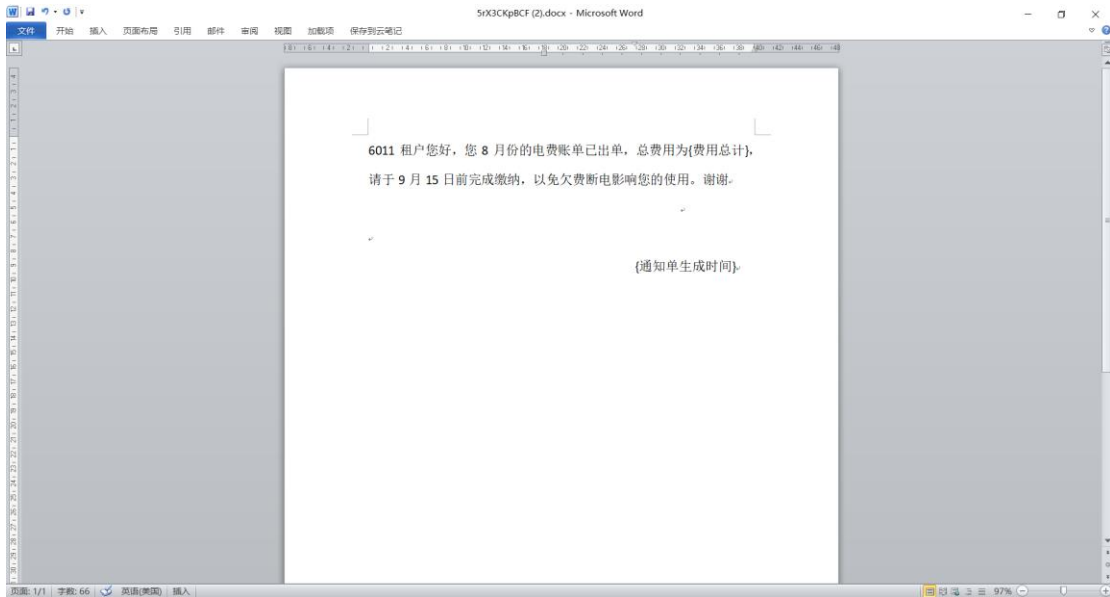 5rX3CKpBCF (2).docx - Microsoft Word
文件 开始 插入 页面布局 引用 邮件 审阅 视图 加载项 保存到云笔记
6011 租户您好，您 8 月份的电费账单已出单，总费用为{费用总计}，
请于 9 月 15 日前完成缴纳，以免欠费断电影响您的使用。谢谢
{通知单生成时间}
页面: 1/1 字数: 66 英语(美国) 插入 97%